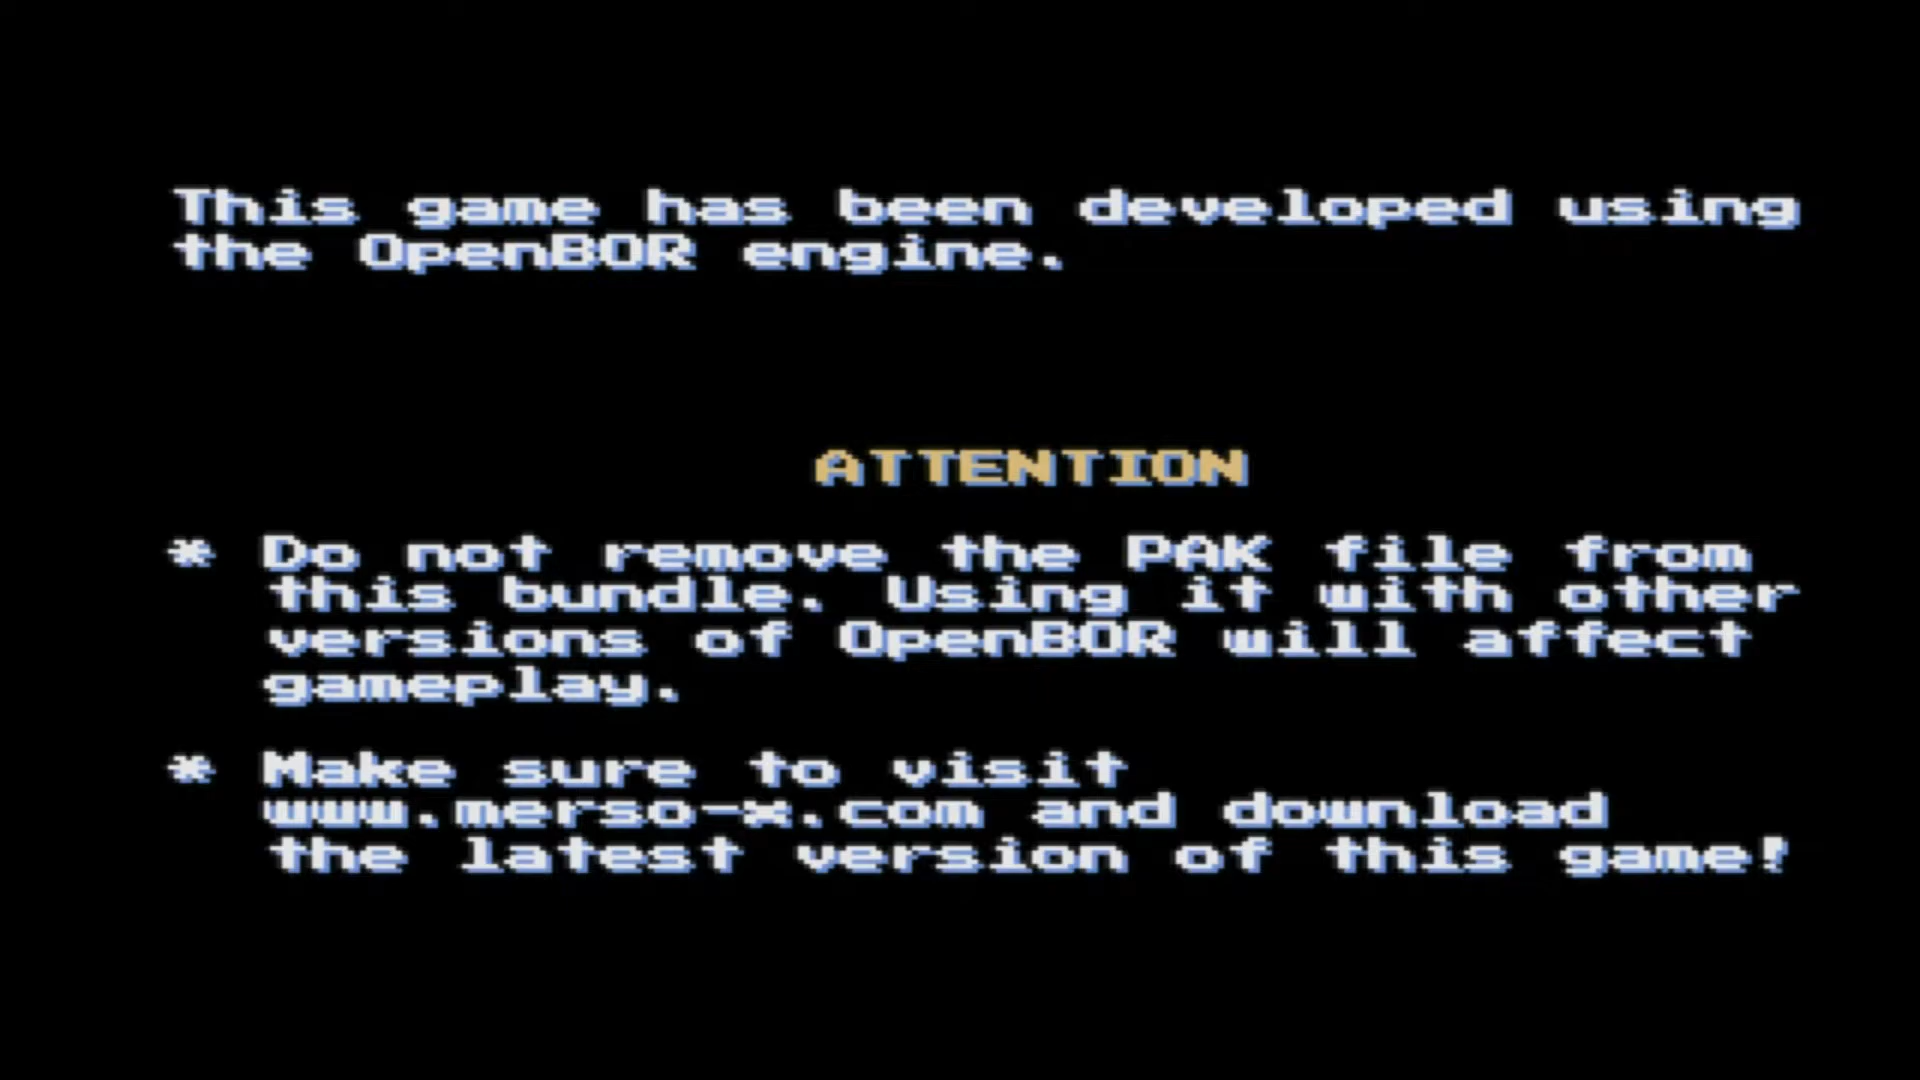 This game has been developed using
the OpenBOR engine.
ATTENTION
* Do not remove the PAK file from
this bundle. Using it with other
versions of OpenBOR will affect
gameplay.
* Make sure to visit
www.merso-x.com and download
the latest version of this game!